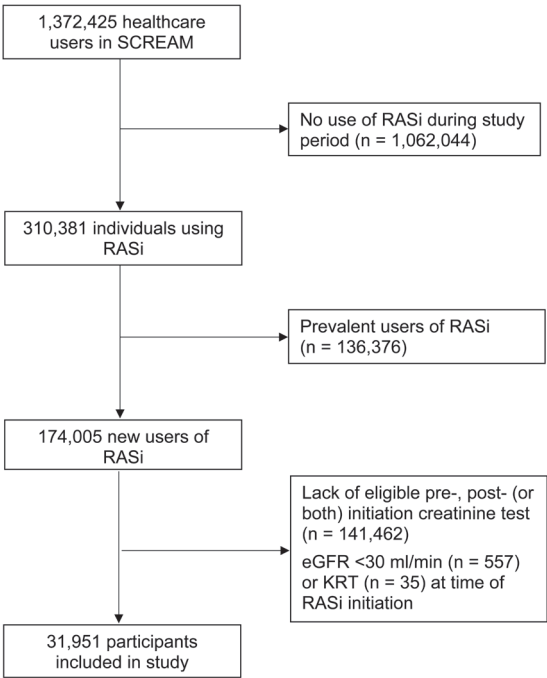 1,372,425 healthcare
users in SCREAM
No use of RASi during study
period (n = 1,062,044)
310,381 individuals using
RASi
Prevalent users of RASi
(n = 136,376)
174,005 new users of
RASi
Lack of eligible pre-, post- (or
both) initiation creatinine test
(n = 141,462)
eGFR <30 ml/min (n = 557)
or KRT (n = 35) at time of
RASi initiation
31,951 participants
included in study